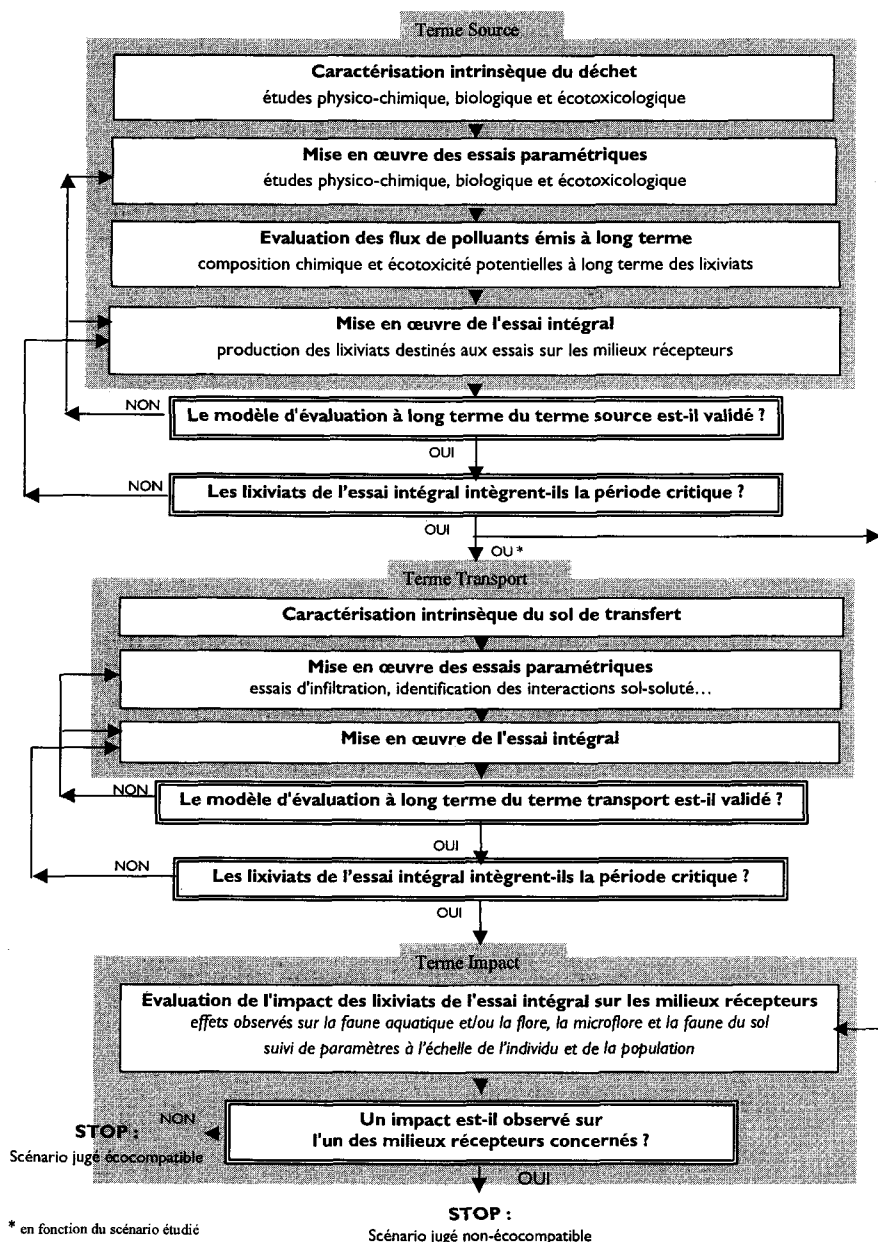 Terme Source
Caractérisation intrinsèque du déchet
études physico-chimique, biologique et écotoxicologique
Mise en œuvre des essais paramétriques
études physico-chimique, biologique et écotoxicologique
Evaluation des flux de polluants émis à long terme
composition chimique et écotoxicité potentielles à long terme des lixiviats
Mise en œuvre de l'essai intégral
production des lixiviats destinés aux essais sur les milieux récepteurs
NON
Le modèle d'évaluation à long terme du terme source est-il validé ?
OUI
NON
Les lixiviats de l'essai intégral intègrent-ils la période critique ?
OUI
OU *
Terme Transport
Caractérisation intrinsèque du sol de transfert
Mise en œuvre des essais paramétriques
essais d'infiltration, identification des interactions sol-soluté…
Mise en œuvre de l'essai intégral
NON
Le modèle d'évaluation à long terme du terme transport est-il validé ?
OUI
NON
Les lixiviats de l'essai intégral intègrent-ils la période critique ?
OUI
Terme Impact
Évaluation de l'impact des lixiviats de l'essai intégral sur les milieux récepteurs
effets observés sur la faune aquatique et/ou la flore, la microflore et la faune du sol
suivi de paramètres à l'échelle de l'individu et de la population
Un impact est-il observé sur
l'un des milieux récepteurs concernés ?
NON
STOP :
Scénario jugé écocompatible
OUI
STOP :
Scénario jugé non-écocompatible
* en fonction du scénario étudié